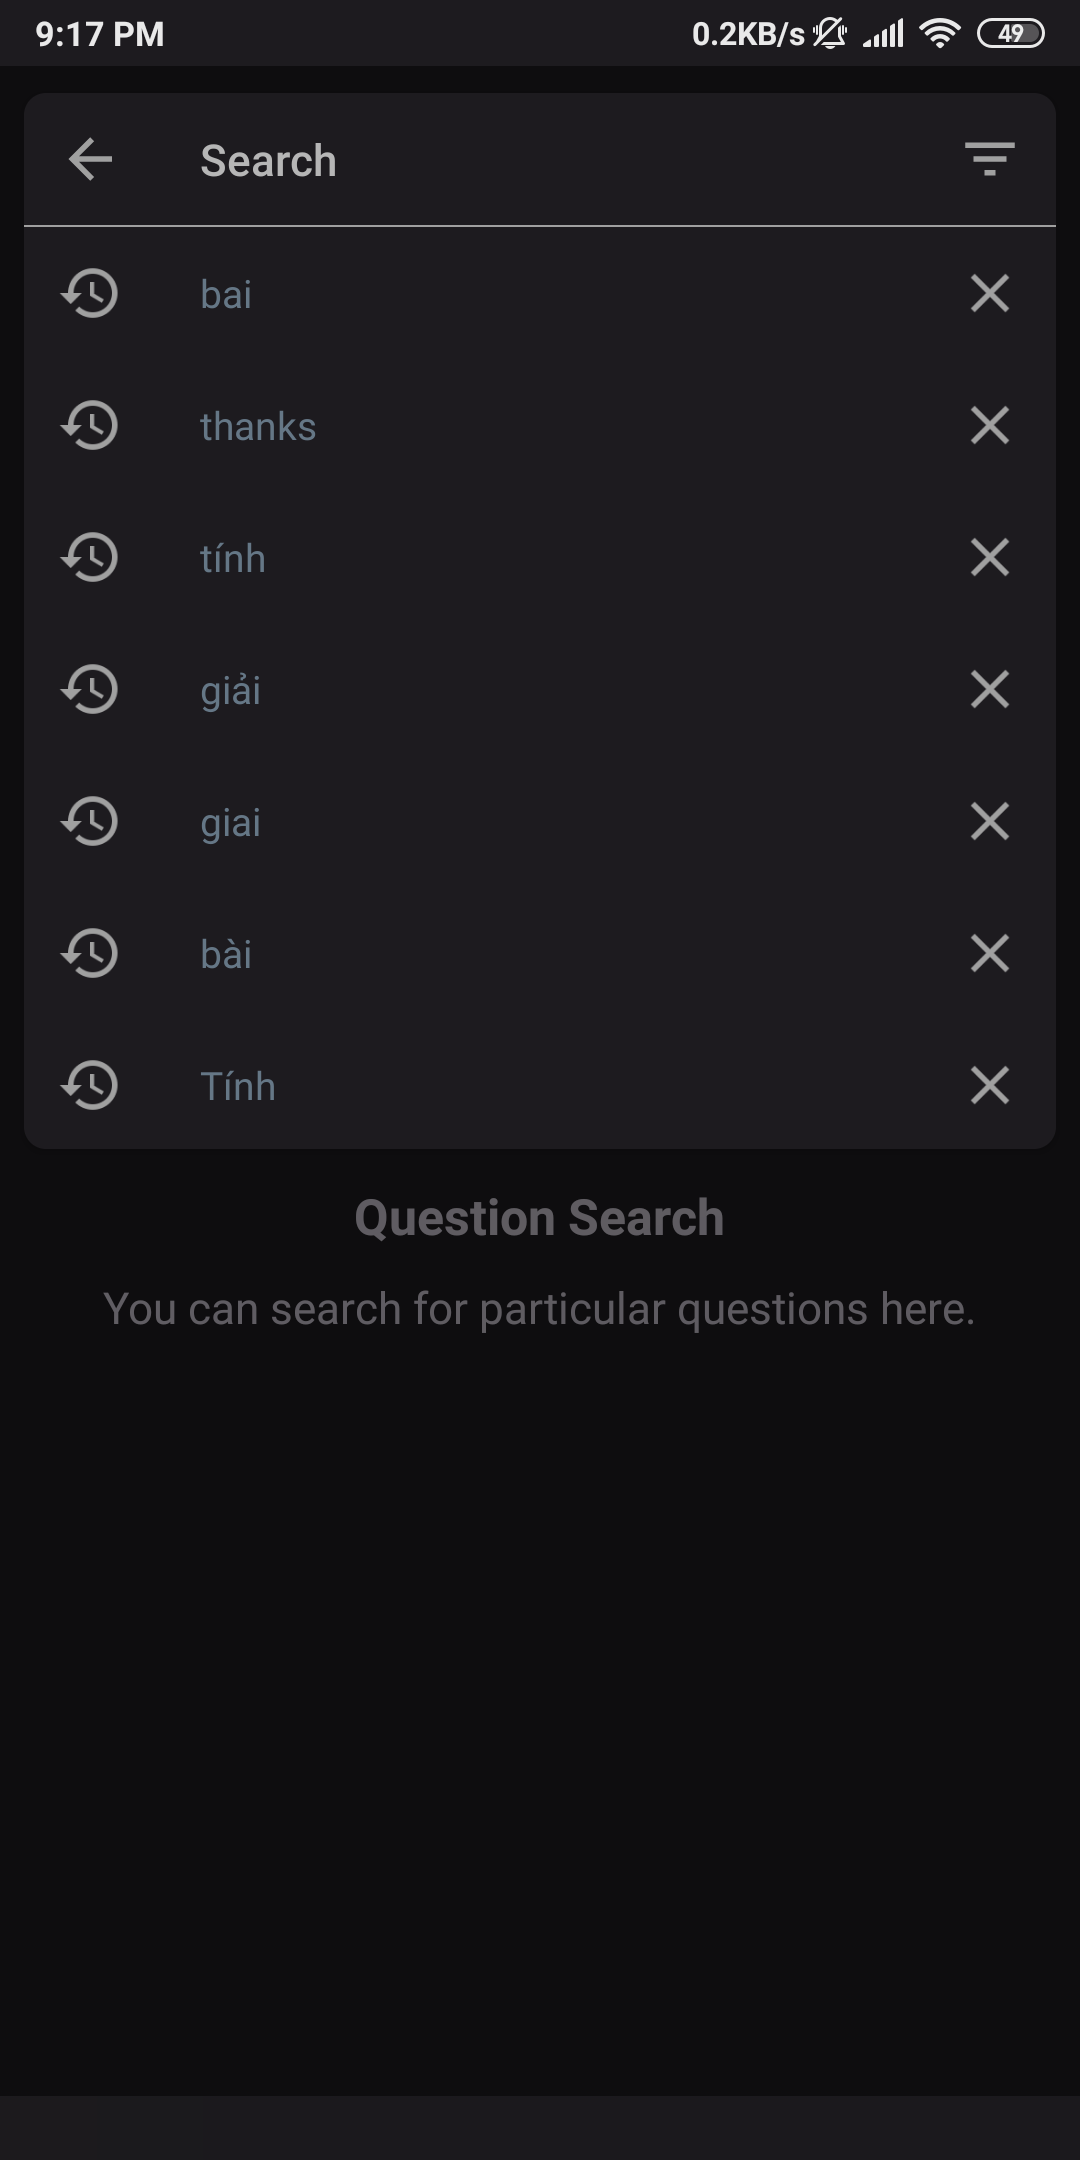 9:17 PM 0.2KB/s 49
Search
bai
thanks
tính
giải
giai
bài
Tính
Question Search
You can search for particular questions here.